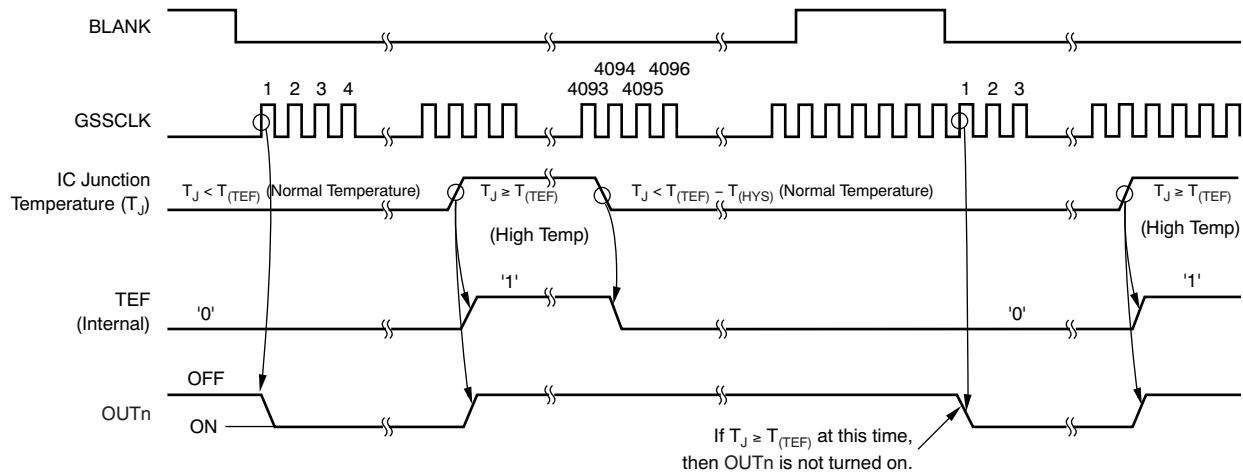 BLANK
4094 4096
1 2 3 4 4093 4095 1 2 3
GSSCLK
IC Junction
Temperature (TJ)
TJ < T(TEF) (Normal Temperature)
TJ ≥ T(TEF)
(High Temp)
TJ < T(TEF) − T(HYS) (Normal Temperature)
TJ ≥ T(TEF)
(High Temp)
TEF
(Internal)
'0' '1' '0' '1'
OFF
OUTn
ON
If TJ ≥ T(TEF) at this time,
then OUTn is not turned on.